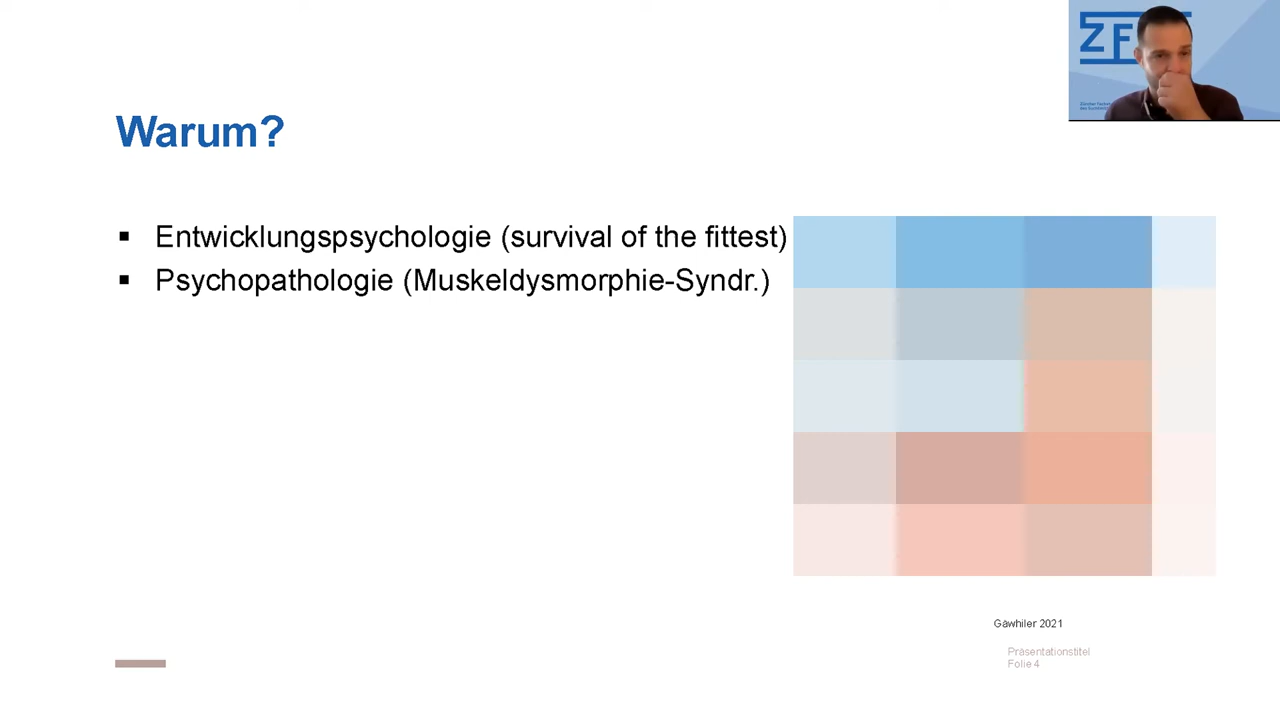 ZF
Warum?
▪ Entwicklungspsychologie (survival of the fittest)
▪ Psychopathologie (Muskeldysmorphie-Syndr.)
Gawhiler 2021
Präsentationstitel
Folie 4